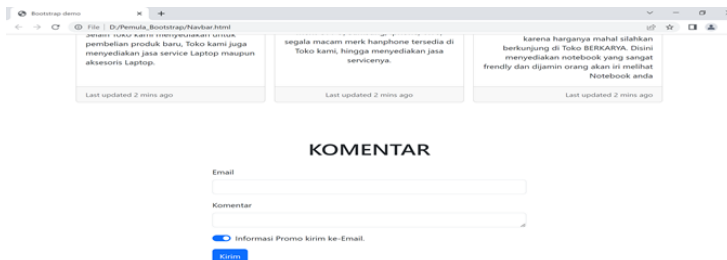 Bootstrap demo
File | D:/Pemula_Bootstrap/Navbar.html
Selain Toko kami menyediakan untuk
pembelian produk baru, Toko kami juga
menyediakan jasa service Laptop maupun
aksesoris Laptop.
Last updated 2 mins ago
segala macam merk hanphone tersedia di
Toko kami, hingga menyediakan jasa
servicenya.
Last updated 2 mins ago
karena harganya mahal silahkan
berkunjung di Toko BERKARYA. Disini
menyediakan notebook yang sangat
frendly dan dijamin orang akan iri melihat
Notebook anda
Last updated 2 mins ago
KOMENTAR
Email
Komentar
Informasi Promo kirim ke-Email.
Kirim